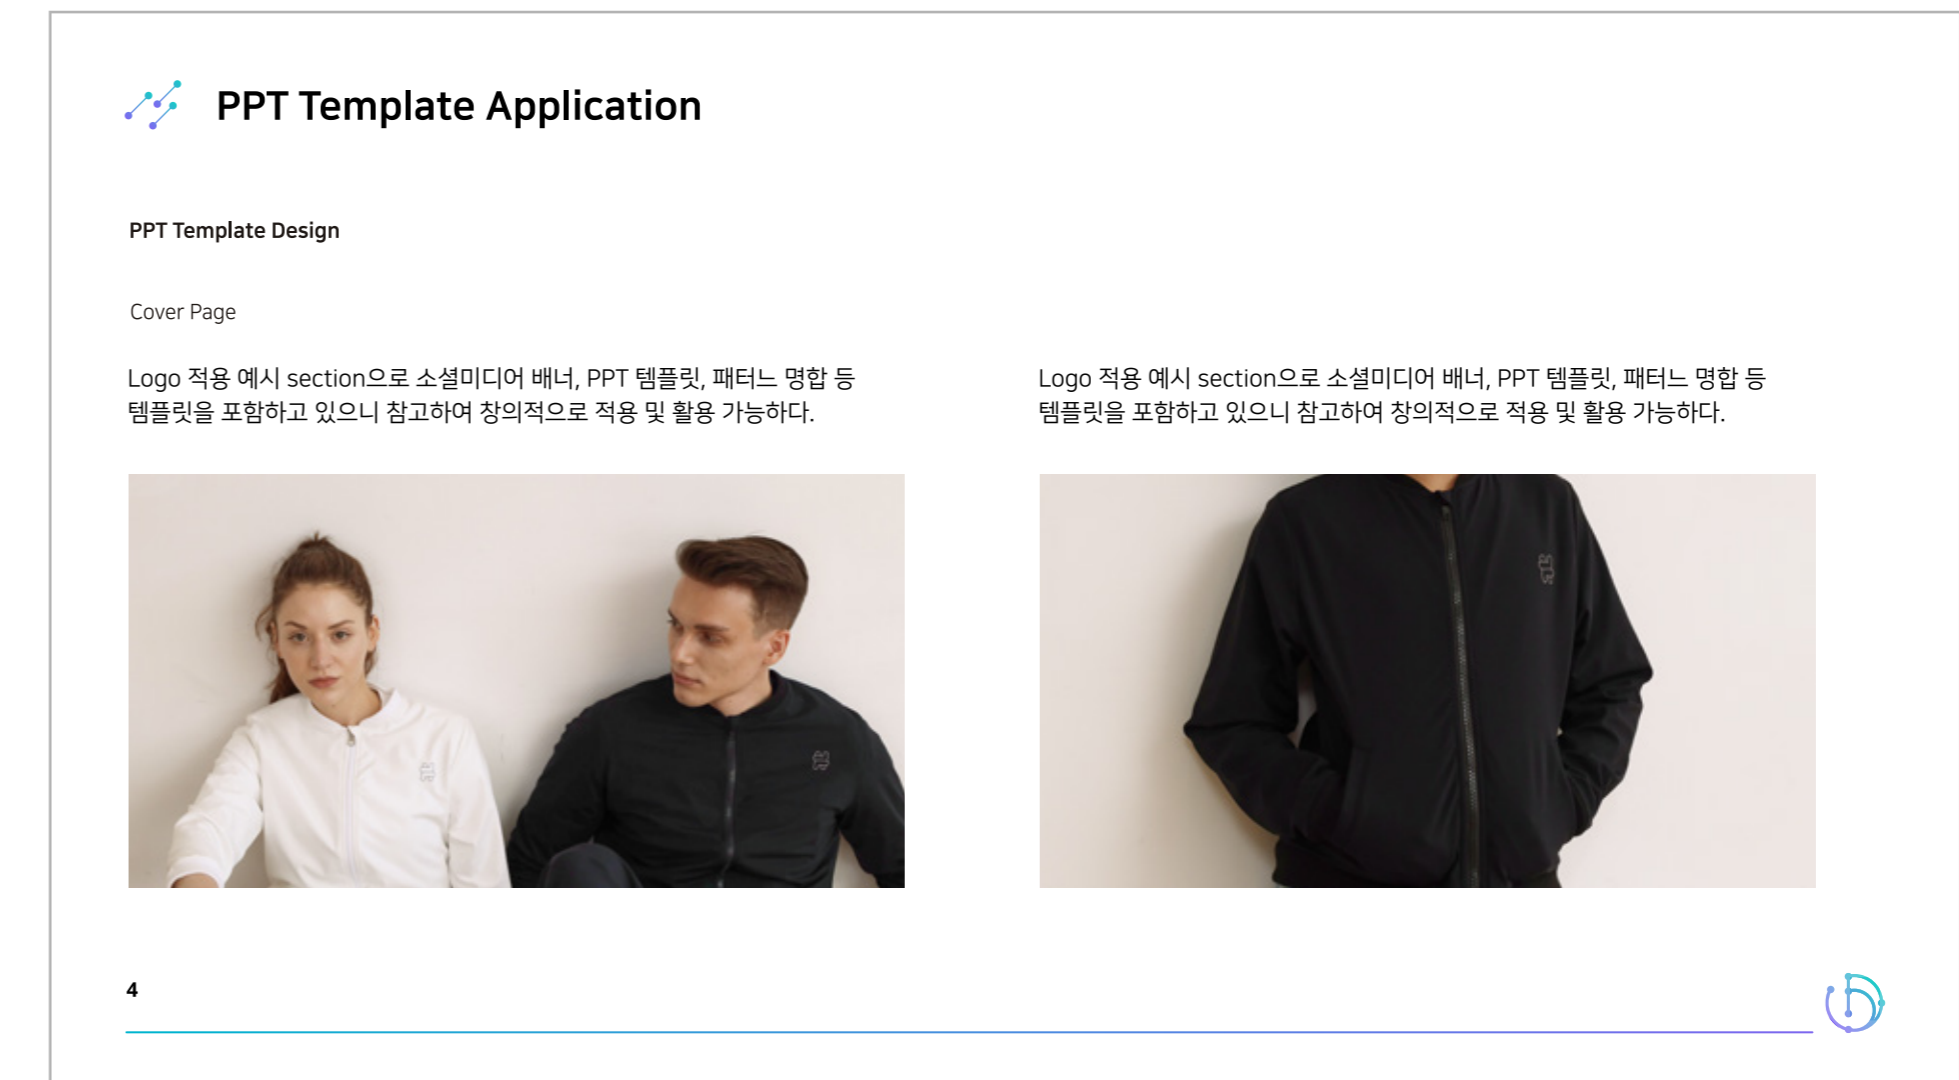 PPT Template Application
PPT Template Design
Cover Page
Logo 적용 예시 section으로 소셜미디어 배너, PPT 템플릿, 패터느 명합 등
템플릿을 포함하고 있으니 참고하여 창의적으로 적용 및 활용 가능하다.
Logo 적용 예시 section으로 소셜미디어 배너, PPT 템플릿, 패터느 명합 등
템플릿을 포함하고 있으니 참고하여 창의적으로 적용 및 활용 가능하다.
4